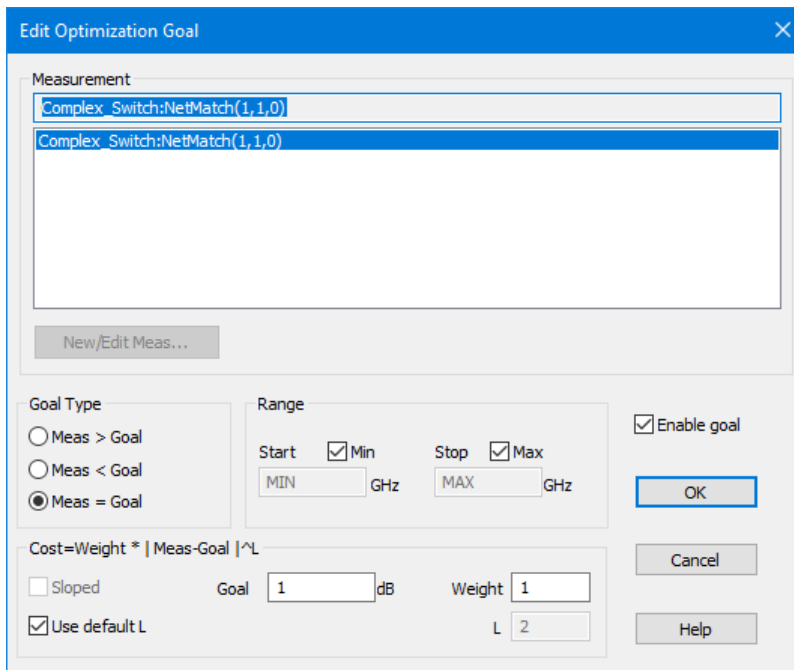 Edit Optimization Goal
Measurement
Complex_Switch:NetMatch(1,1,0)
Complex_Switch:NetMatch(1,1,0)
New/Edit Meas...
Goal Type
Meas > Goal
Meas < Goal
Meas = Goal
Range
Start Min Stop Max
MIN GHz MAX GHz
Enable goal
OK
Cost=Weight * | Meas-Goal |^L
Sloped Goal 1 dB Weight 1
Use default L L 2
Cancel
Help